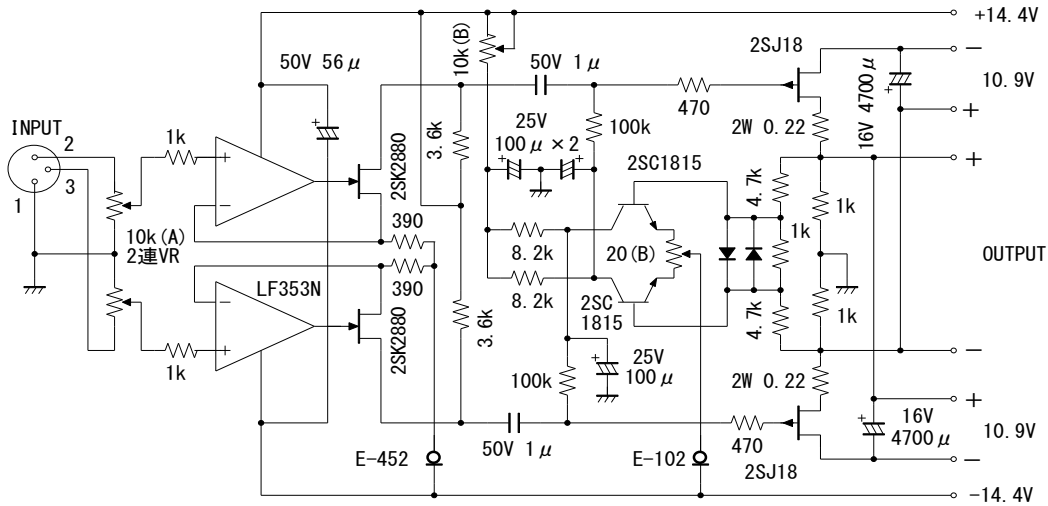 +14.4V
10k(B)
50V 56μ
50V 1μ
2SJ18
−
10.9V
+
16V 4700μ
470
INPUT
2
3
1
1k
+
−
2SK2880
3.6k
25V
100μ×2
100k
2W 0.22
+
2SC1815
4.7k
1k
1k
390
10k(A)
2連VR
8.2k
20(B)
OUTPUT
LF353N
390
8.2k
2SC
1815
4.7k
1k
−
+
1k
2SK2880
3.6k
25V
100μ
100k
2W 0.22
−
+
16V
4700μ
10.9V
50V 1μ
470
−
E-452
E-102
2SJ18
-14.4V